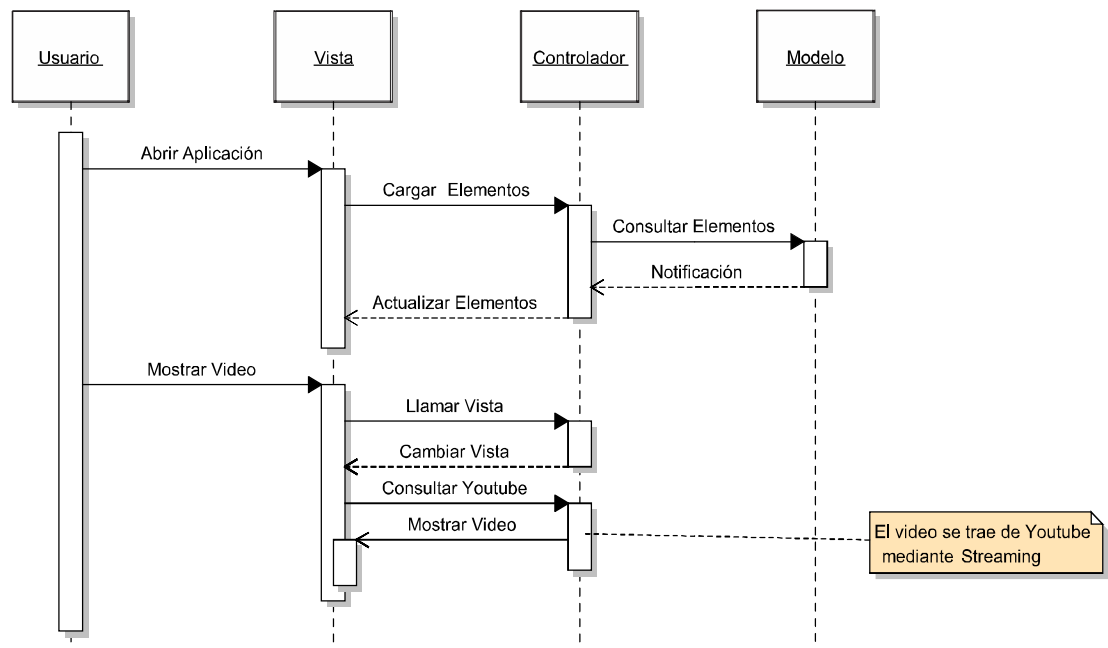 Usuario
Vista
Controlador
Modelo
Abrir Aplicación
Cargar Elementos
Consultar Elementos
Notificación
Actualizar Elementos
Mostrar Video
Llamar Vista
Cambiar Vista
Consultar Youtube
Mostrar Video
El video se trae de Youtube
mediante Streaming